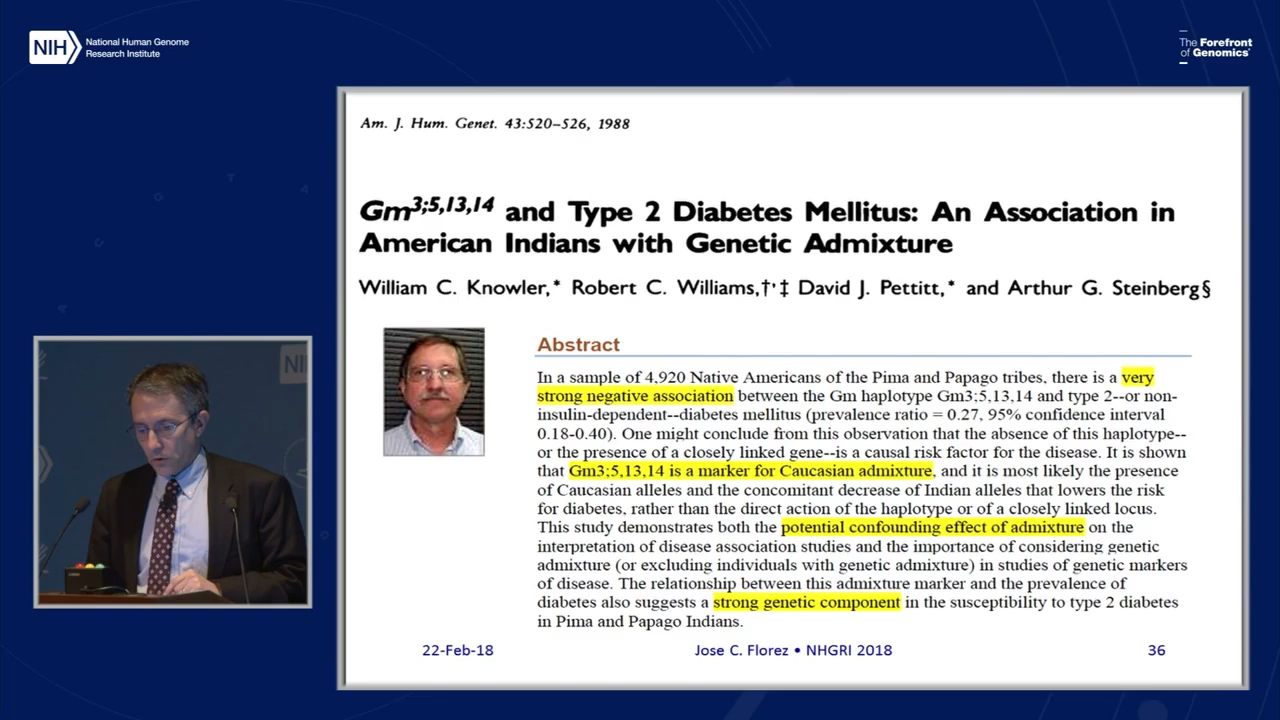 NIH
National Human Genome
Research Institute
The Forefront
of Genomics®
Am. J. Hum. Genet. 43:520–526, 1988
Gm3;5,13,14 and Type 2 Diabetes Mellitus: An Association in
American Indians with Genetic Admixture
William C. Knowler,* Robert C. Williams,†,‡ David J. Pettitt,* and Arthur G. Steinberg§
Abstract
In a sample of 4,920 Native Americans of the Pima and Papago tribes, there is a very
strong negative association between the Gm haplotype Gm3;5,13,14 and type 2--or non-
insulin-dependent--diabetes mellitus (prevalence ratio = 0.27, 95% confidence interval
0.18-0.40). One might conclude from this observation that the absence of this haplotype--
or the presence of a closely linked gene--is a causal risk factor for the disease. It is shown
that Gm3;5,13,14 is a marker for Caucasian admixture, and it is most likely the presence
of Caucasian alleles and the concomitant decrease of Indian alleles that lowers the risk
for diabetes, rather than the direct action of the haplotype or of a closely linked locus.
This study demonstrates both the potential confounding effect of admixture on the
interpretation of disease association studies and the importance of considering genetic
admixture (or excluding individuals with genetic admixture) in studies of genetic markers
of disease. The relationship between this admixture marker and the prevalence of
diabetes also suggests a strong genetic component in the susceptibility to type 2 diabetes
in Pima and Papago Indians.
22-Feb-18
Jose C. Florez • NHGRI 2018
36
NI